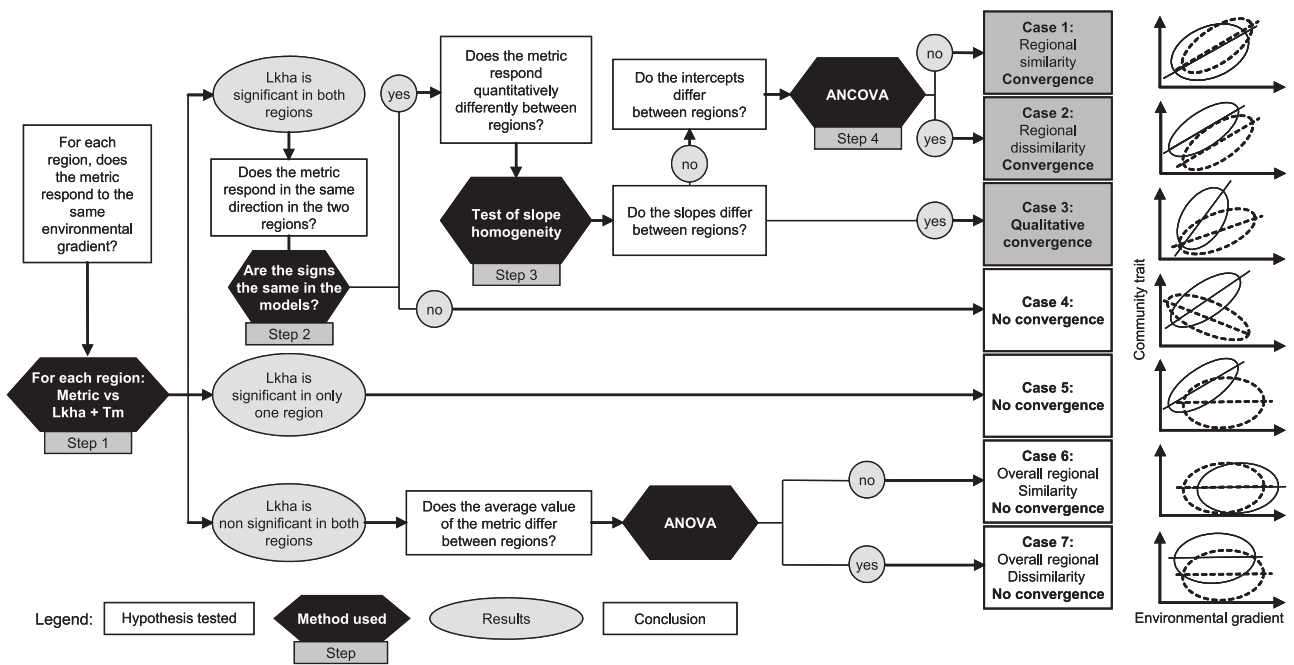 For each
region, does
the metric
respond to the
same
environmental
gradient?
For each region:
Metric vs
Lkha + Tm
Step 1
Lkha is
significant in both
regions
Does the metric
respond in the same
direction in the two
regions?
Are the signs
the same in the
models?
Step 2
yes
no
Does the metric
respond
quantitatively
differently between
regions?
Test of slope
homogeneity
Step 3
Do the slopes differ
between regions?
no
yes
Do the intercepts
differ
between regions?
ANCOVA
Step 4
no
yes
Case 1:
Regional
similarity
Convergence
Case 2:
Regional
dissimilarity
Convergence
Case 3:
Qualitative
convergence
Case 4:
No convergence
Lkha is
significant in only
one region
Case 5:
No convergence
Lkha is
non significant in both
regions
Does the average value
of the metric differ
between regions?
ANOVA
no
yes
Case 6:
Overall regional
Similarity
No convergence
Case 7:
Overall regional
Dissimilarity
No convergence
Community trait
Environmental gradient
Legend:
Hypothesis tested
Method used
Step
Results
Conclusion